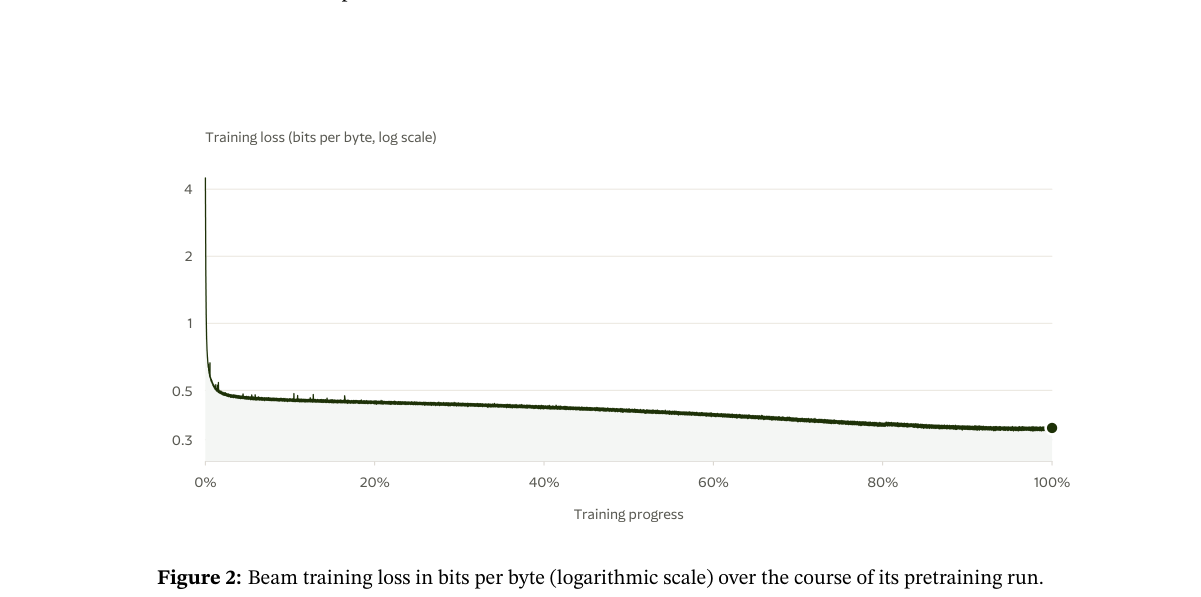 Training loss (bits per byte, log scale)
4
2
1
0.5
0.3
0% 20% 40% 60% 80% 100%
Training progress
Figure 2: Beam training loss in bits per byte (logarithmic scale) over the course of its pretraining run.